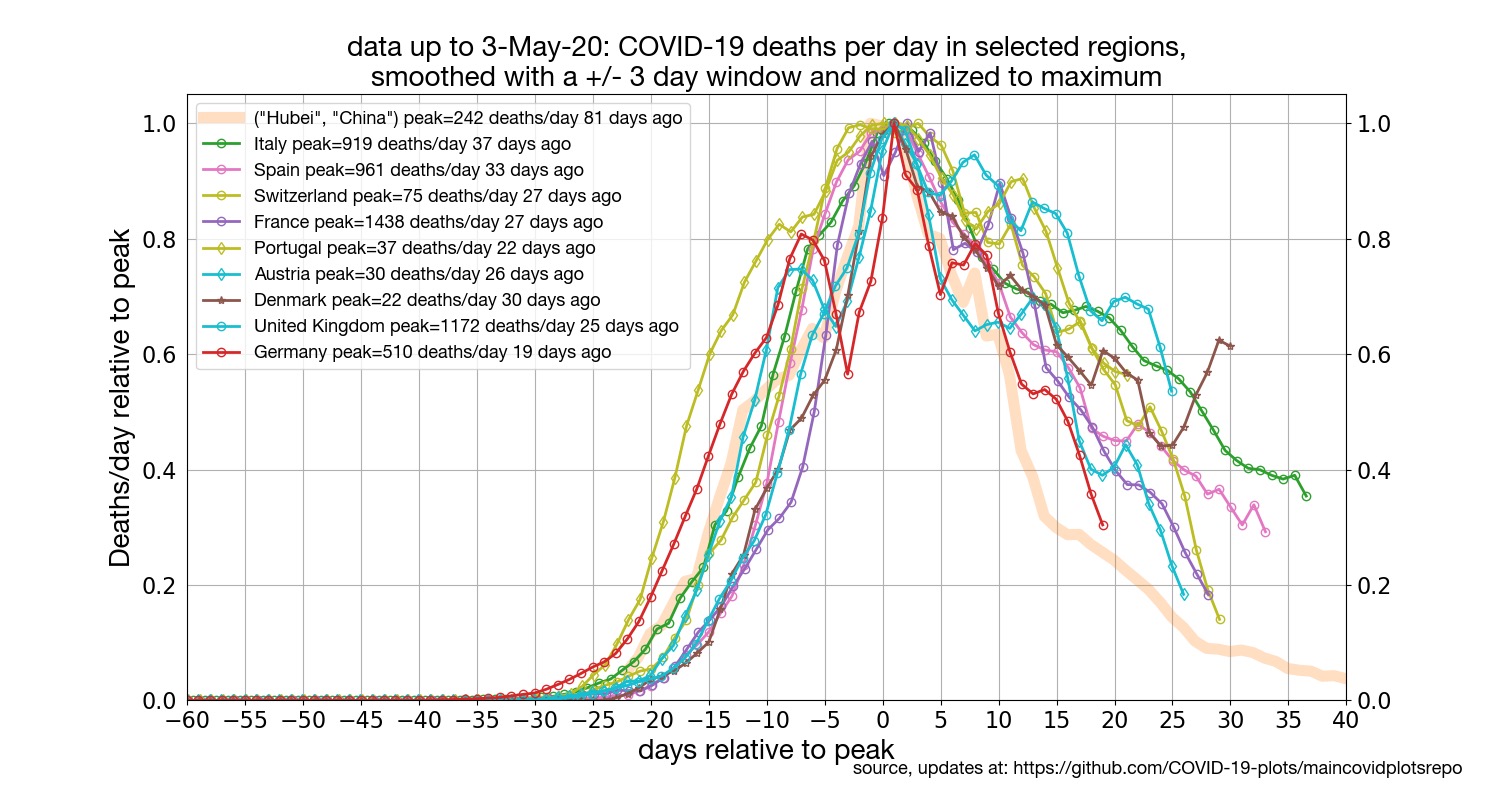 data up to 3-May-20: COVID-19 deaths per day in selected regions,
smoothed with a +/- 3 day window and normalized to maximum
("Hubei", "China") peak=242 deaths/day 81 days ago
Italy peak=919 deaths/day 37 days ago
Spain peak=961 deaths/day 33 days ago
Switzerland peak=75 deaths/day 27 days ago
France peak=1438 deaths/day 27 days ago
Portugal peak=37 deaths/day 22 days ago
Austria peak=30 deaths/day 26 days ago
Denmark peak=22 deaths/day 30 days ago
United Kingdom peak=1172 deaths/day 25 days ago
Germany peak=510 deaths/day 19 days ago
Deaths/day relative to peak
1.0 1.0
0.8 0.8
0.6 0.6
0.4 0.4
0.2 0.2
0.0 0.0
−60 −55 −50 −45 −40 −35 −30 −25 −20 −15 −10 −5 0 5 10 15 20 25 30 35 40
days relative to peak
source, updates at: https://github.com/COVID-19-plots/maincovidplotsrepo